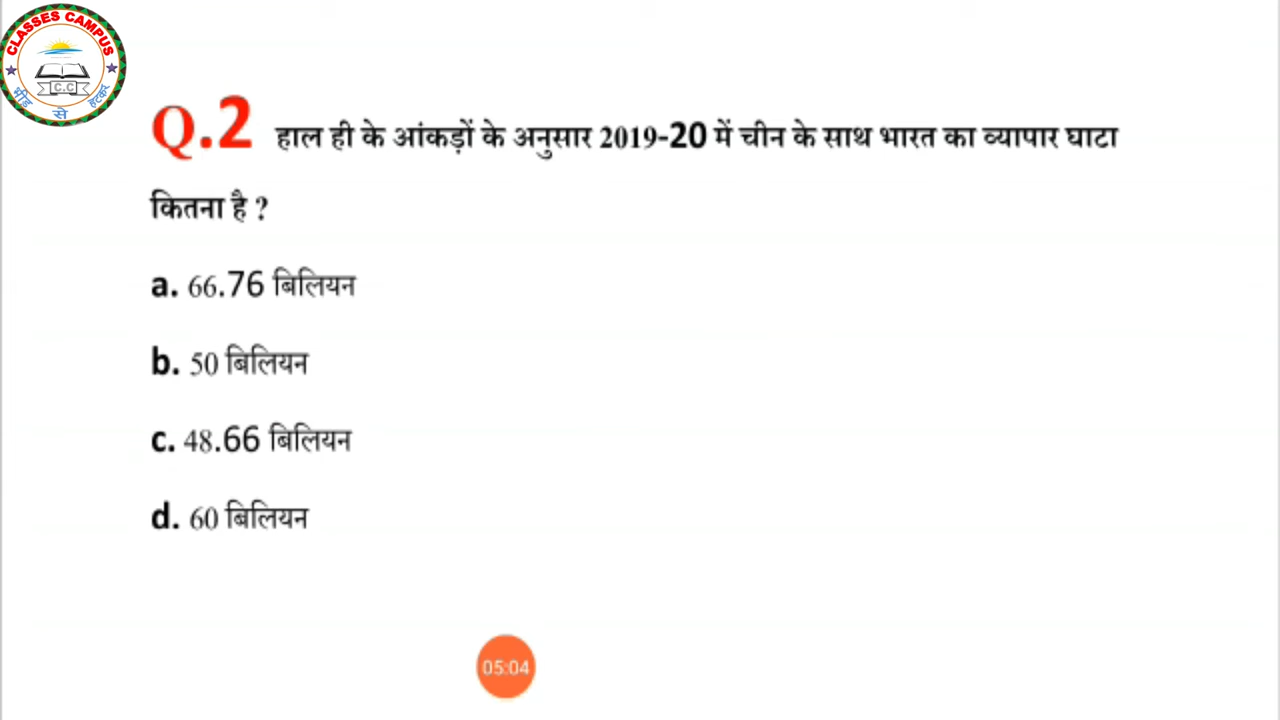 CLASSES CAMPUS
C.C
भीड़ से हटकर
Q.2 हाल ही के आंकड़ों के अनुसार 2019-20 में चीन के साथ भारत का व्यापार घाटा
कितना है ?
a. 66.76 बिलियन
b. 50 बिलियन
c. 48.66 बिलियन
d. 60 बिलियन
05:04